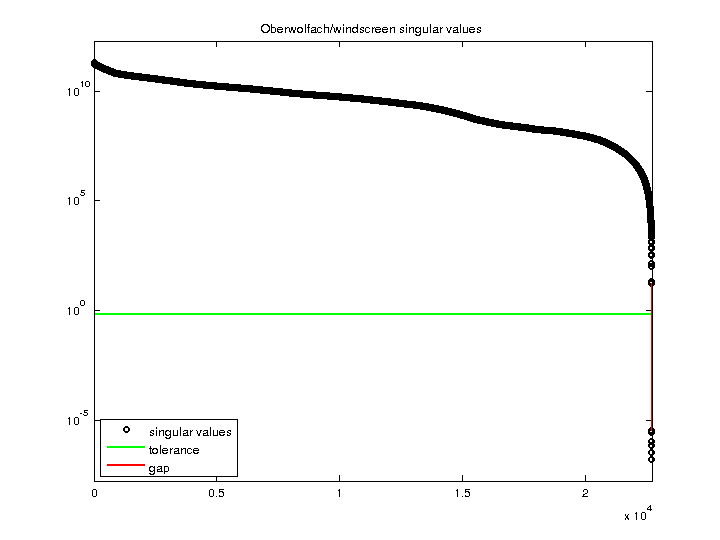 Oberwolfach/windscreen singular values
10^10
10^5
10^0
10^-5
singular values
tolerance
gap
0 0.5 1 1.5 2
x 10^4